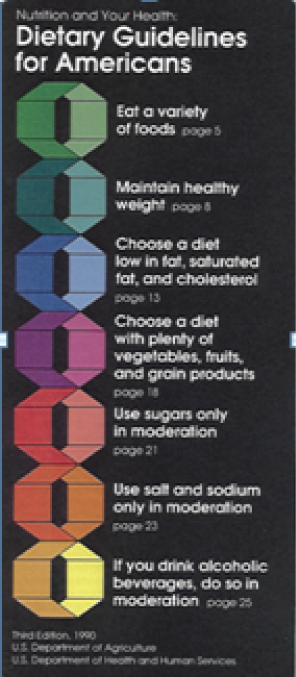 Nutrition and Your Health:
Dietary Guidelines
for Americans
Eat a variety
of foods page 5
Maintain healthy
weight page 8
Choose a diet
low in fat, saturated
fat, and cholesterol
page 13
Choose a diet
with plenty of
vegetables, fruits,
and grain products
page 18
Use sugars only
in moderation
page 21
Use salt and sodium
only in moderation
page 23
If you drink alcoholic
beverages, do so in
moderation page 25
Third Edition, 1990
U.S. Department of Agriculture
U.S. Department of Health and Human Services